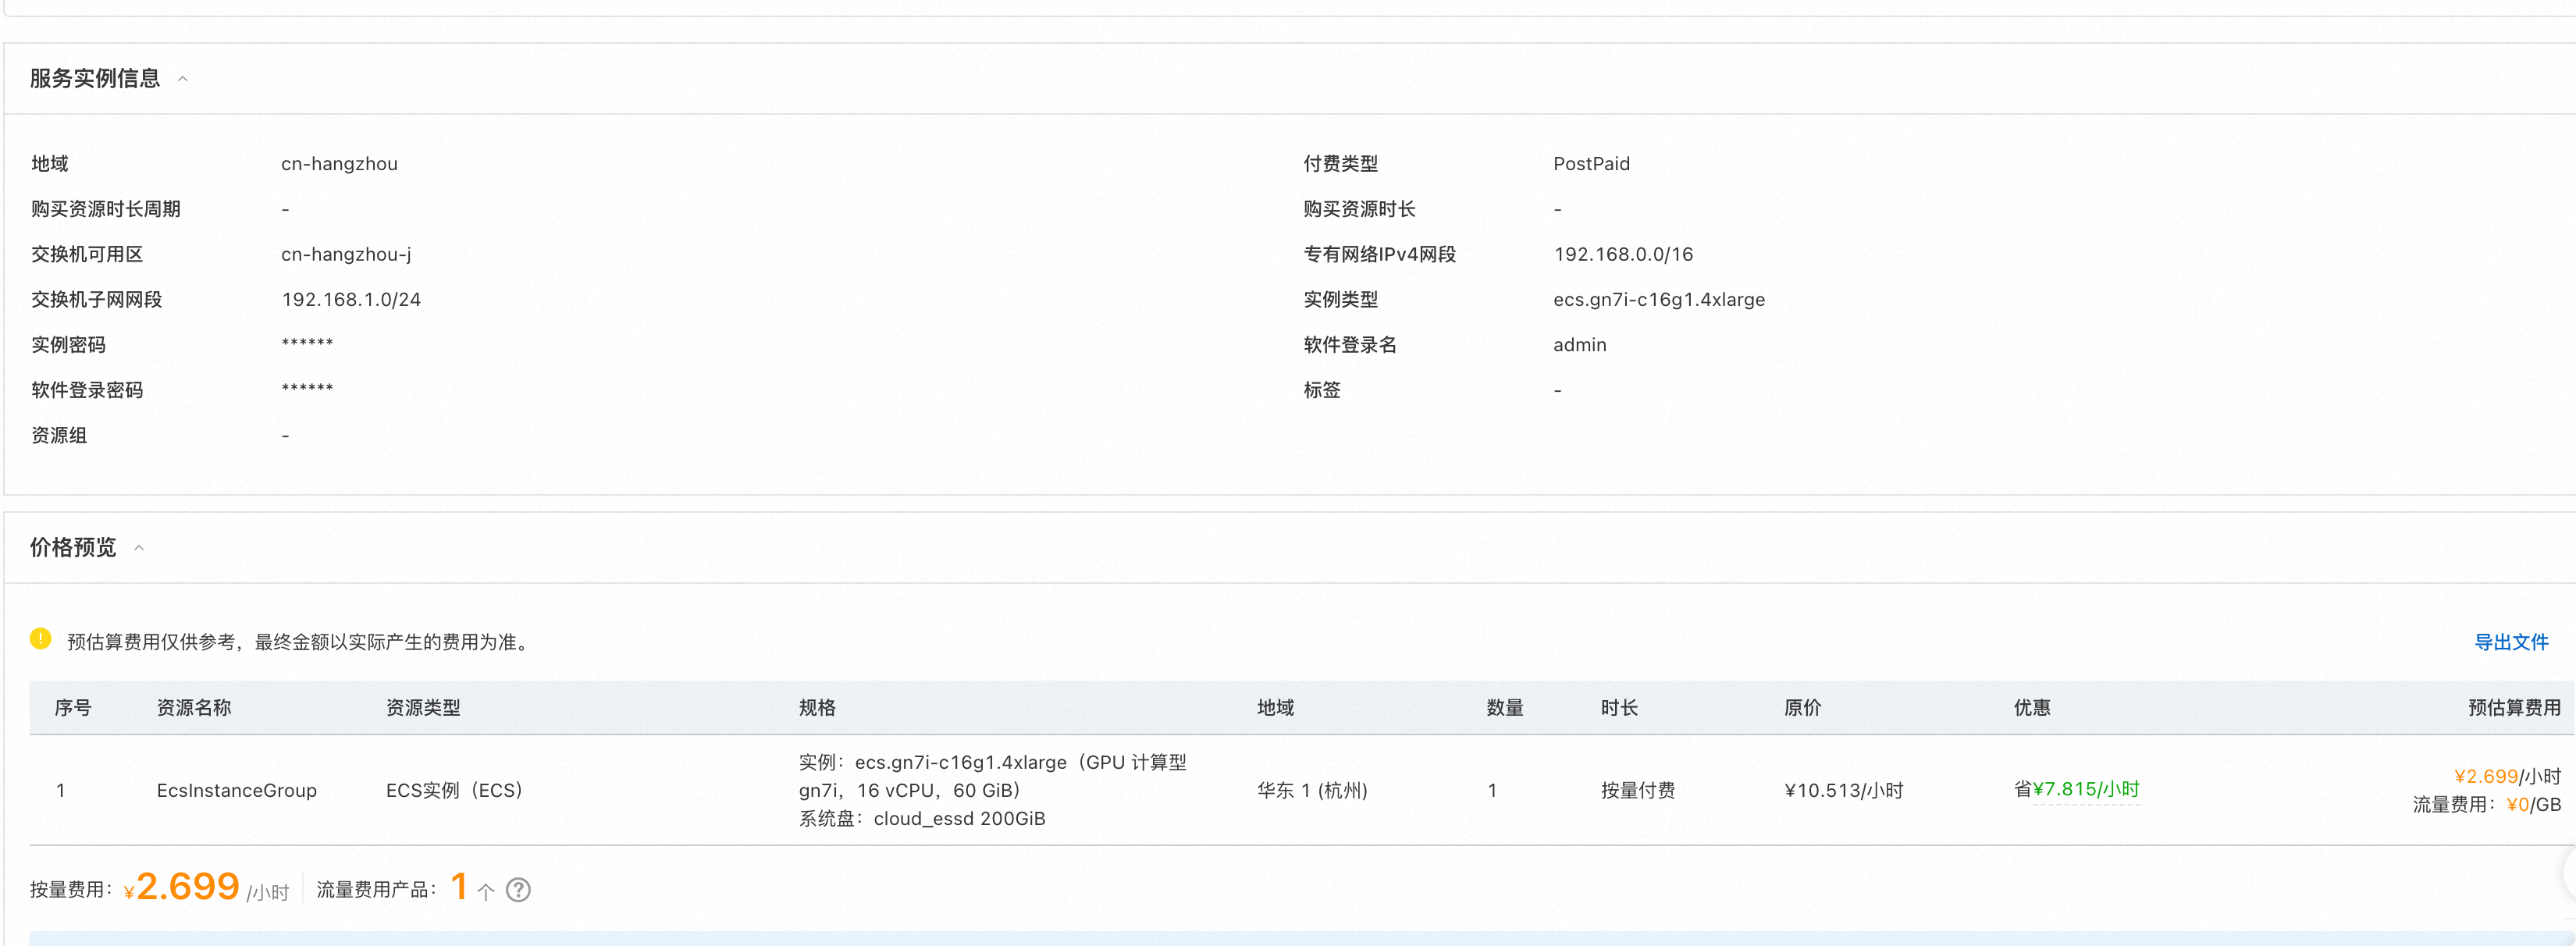 服务实例信息
地域 cn-hangzhou 付费类型 PostPaid
购买资源时长周期 - 购买资源时长 -
交换机可用区 cn-hangzhou-j 专有网络IPv4网段 192.168.0.0/16
交换机子网网段 192.168.1.0/24 实例类型 ecs.gn7i-c16g1.4xlarge
实例密码 ****** 软件登录名 admin
软件登录密码 ****** 标签 -
资源组 -
价格预览
预估算费用仅供参考，最终金额以实际产生的费用为准。 导出文件
序号 资源名称 资源类型 规格 地域 数量 时长 原价 优惠 预估算费用
1 EcsInstanceGroup ECS实例（ECS） 实例：ecs.gn7i-c16g1.4xlarge（GPU 计算型
gn7i，16 vCPU，60 GiB）
系统盘：cloud_essd 200GiB
华东 1 (杭州) 1 按量付费 ¥10.513/小时 省¥7.815/小时 ¥2.699/小时
流量费用：¥0/GB
按量费用：¥2.699 /小时 流量费用产品：1 个 ?